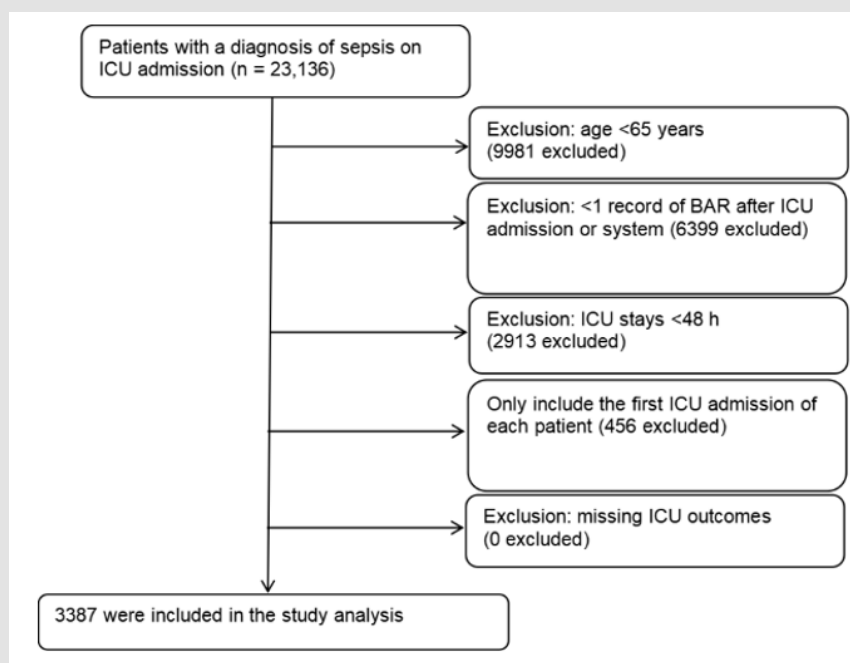 Patients with a diagnosis of sepsis on
ICU admission (n = 23,136)
Exclusion: age <65 years
(9981 excluded)
Exclusion: <1 record of BAR after ICU
admission or system (6399 excluded)
Exclusion: ICU stays <48 h
(2913 excluded)
Only include the first ICU admission of
each patient (456 excluded)
Exclusion: missing ICU outcomes
(0 excluded)
3387 were included in the study analysis